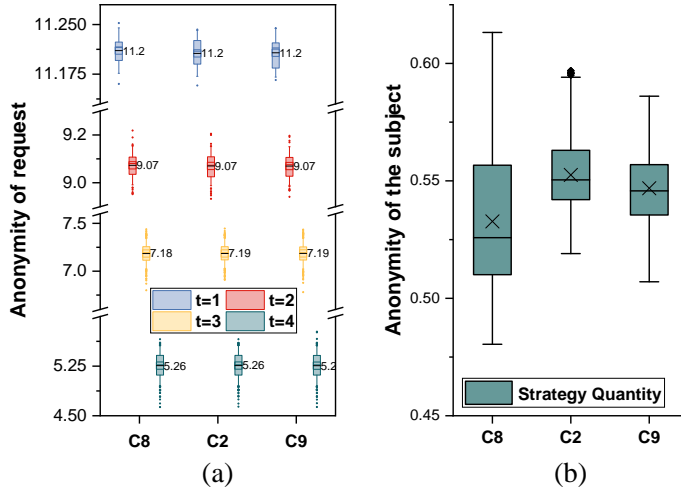 Anonymity of request
11.250
11.175
9.2
9.0
7.5
7.2
5.25
4.50
11.2
11.2
11.2
9.07
9.07
9.07
7.18
7.19
7.19
t=1 t=2
t=3 t=4
5.26
5.26
5.2
C8 C2 C9
(a)
Anonymity of the subject
0.60
0.55
0.50
0.45
Strategy Quantity
C8 C2 C9
(b)